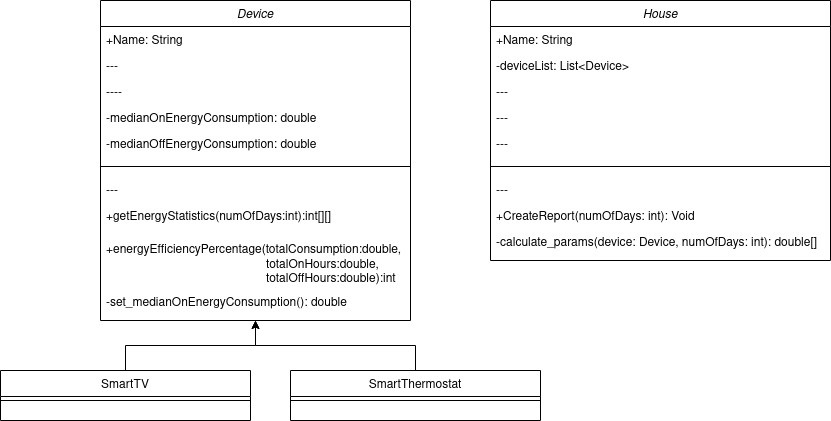 Device
+Name: String
---
----
-medianOnEnergyConsumption: double
-medianOffEnergyConsumption: double
---
+getEnergyStatistics(numOfDays:int):int[][]
+energyEfficiencyPercentage(totalConsumption:double,
totalOnHours:double,
totalOffHours:double):int
-set_medianOnEnergyConsumption(): double
House
+Name: String
-deviceList: List<Device>
---
---
---
---
+CreateReport(numOfDays: int): Void
-calculate_params(device: Device, numOfDays: int): double[]
SmartTV
SmartThermostat